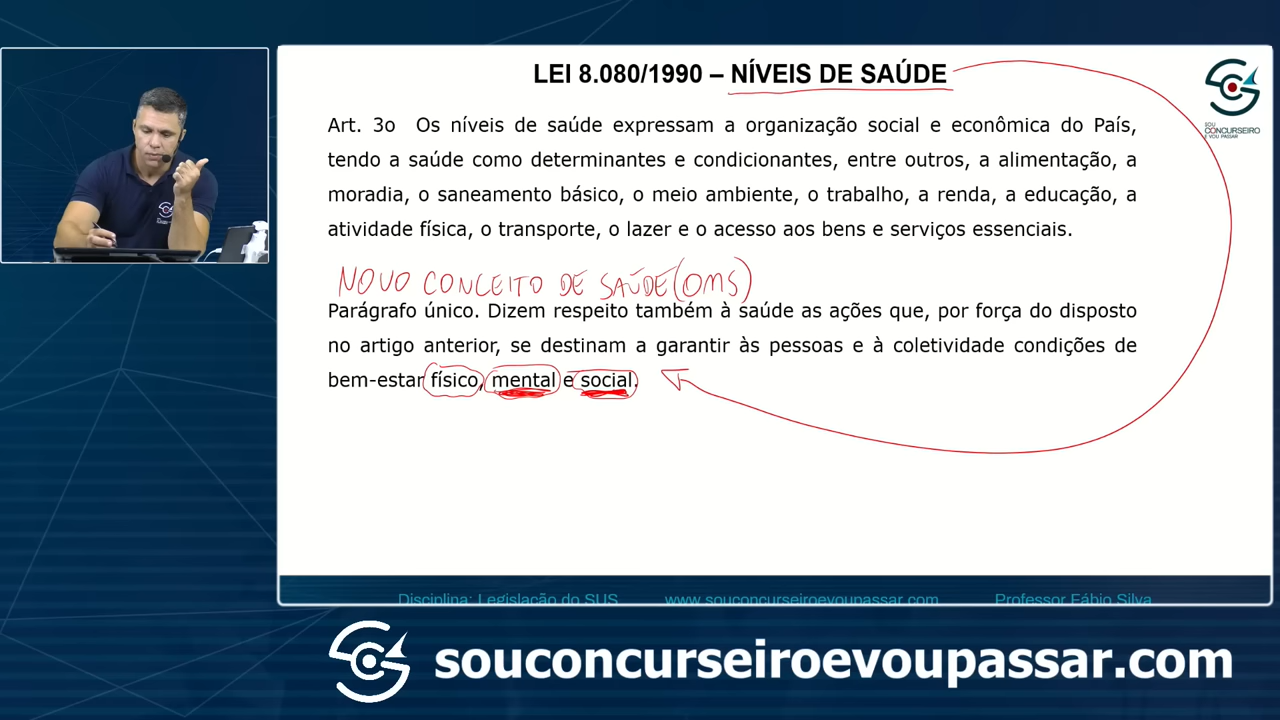 LEI 8.080/1990 – NÍVEIS DE SAÚDE
SOU
CONCURSEIRO
E VOU PASSAR
Art. 3o Os níveis de saúde expressam a organização social e econômica do País,
tendo a saúde como determinantes e condicionantes, entre outros, a alimentação, a
moradia, o saneamento básico, o meio ambiente, o trabalho, a renda, a educação, a
atividade física, o transporte, o lazer e o acesso aos bens e serviços essenciais.
NOVO CONCEITO DE SAÚDE (OMS)
Parágrafo único. Dizem respeito também à saúde as ações que, por força do disposto
no artigo anterior, se destinam a garantir às pessoas e à coletividade condições de
bem-estar físico, mental e social.
Disciplina: Legislação do SUS www.souconcurseiroevoupassar.com Professor Fábio Silva
souconcurseiroevoupassar.com